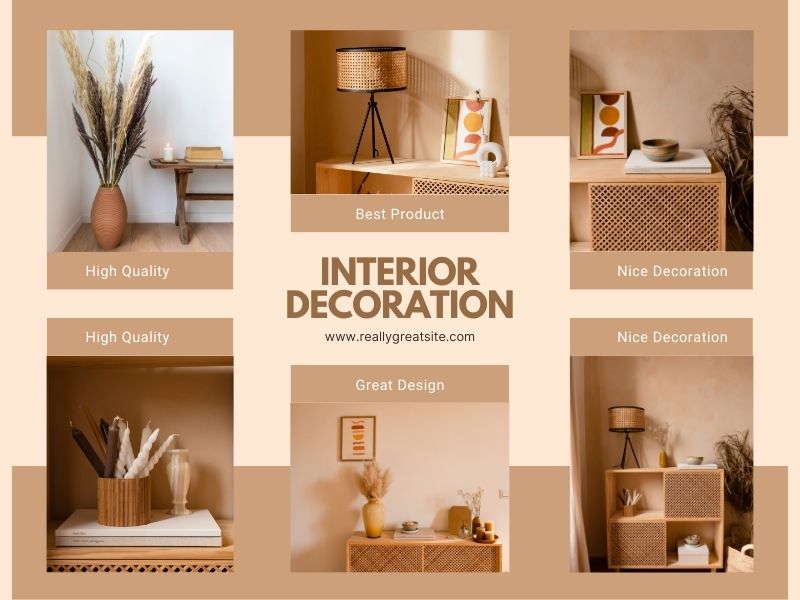 High Quality
Best Product
Nice Decoration
INTERIOR
DECORATION
www.reallygreatsite.com
High Quality
Great Design
Nice Decoration